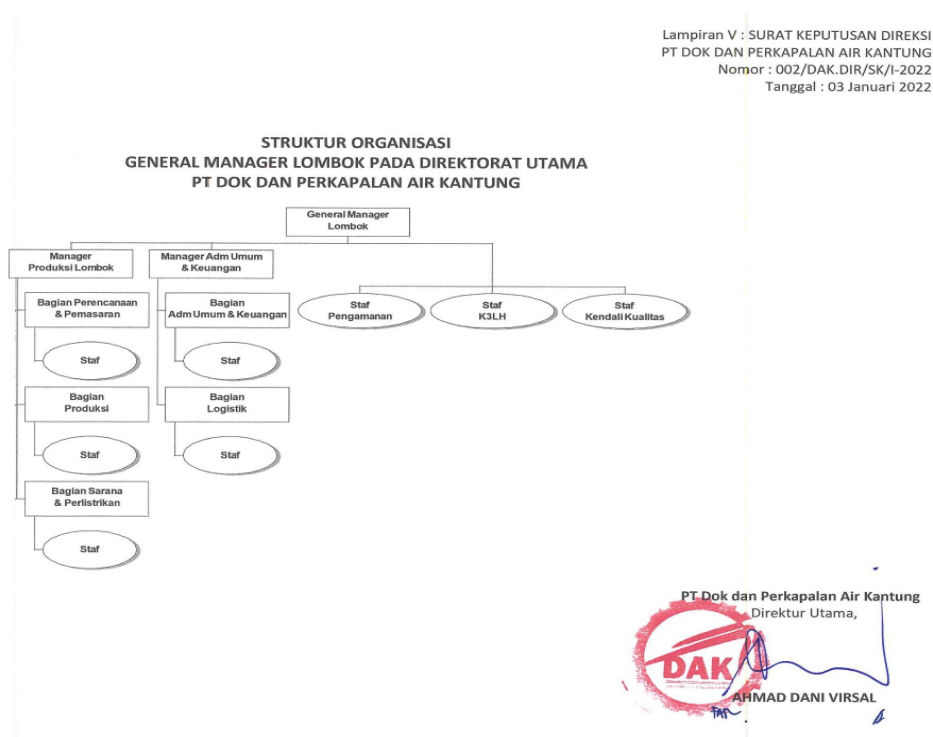 Lampiran V : SURAT KEPUTUSAN DIREKSI
PT DOK DAN PERKAPALAN AIR KANTUNG
Nomor : 002/DAK.DIR/SK/I-2022
Tanggal : 03 Januari 2022
STRUKTUR ORGANISASI
GENERAL MANAGER LOMBOK PADA DIREKTORAT UTAMA
PT DOK DAN PERKAPALAN AIR KANTUNG
General Manager
Lombok
Manager
Produksi Lombok
Manager Adm Umum
& Keuangan
Bagian Perencanaan
& Pemasaran
Bagian
Adm Umum & Keuangan
Staf
Pengamanan
Staf
K3LH
Staf
Kendali Kualitas
Staf
Staf
Bagian
Produksi
Bagian
Logistik
Staf
Staf
Bagian Sarana
& Perlistrikan
Staf
PT Dok dan Perkapalan Air Kantung
Direktur Utama,
DAK
AHMAD DANI VIRSAL